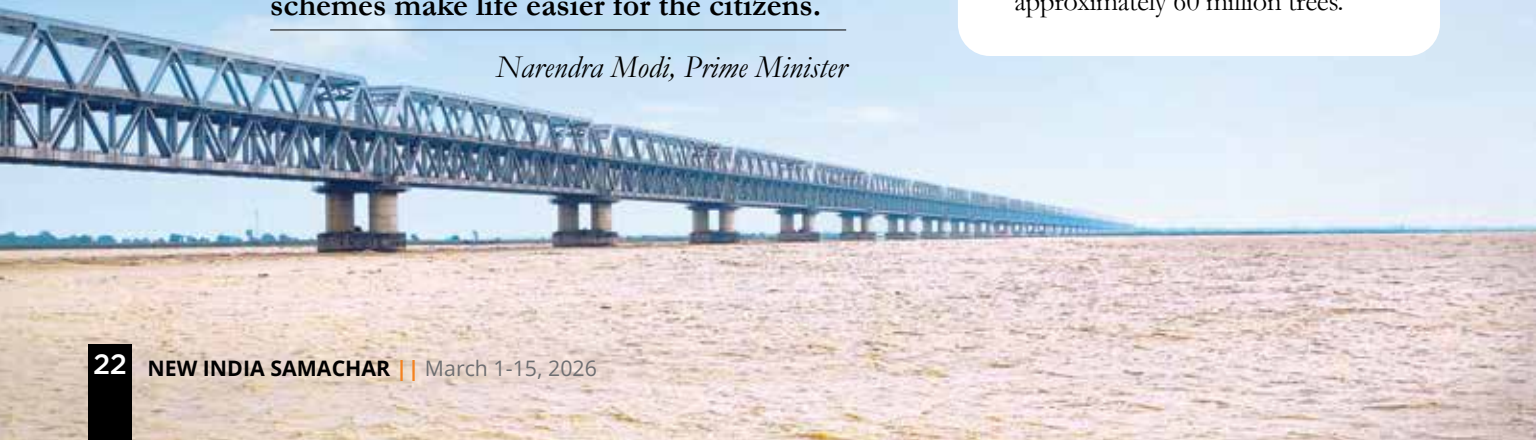 schemes make life easier for the citizens.
Narendra Modi, Prime Minister
approximately 60 million trees.
22 NEW INDIA SAMACHAR || March 1-15, 2026